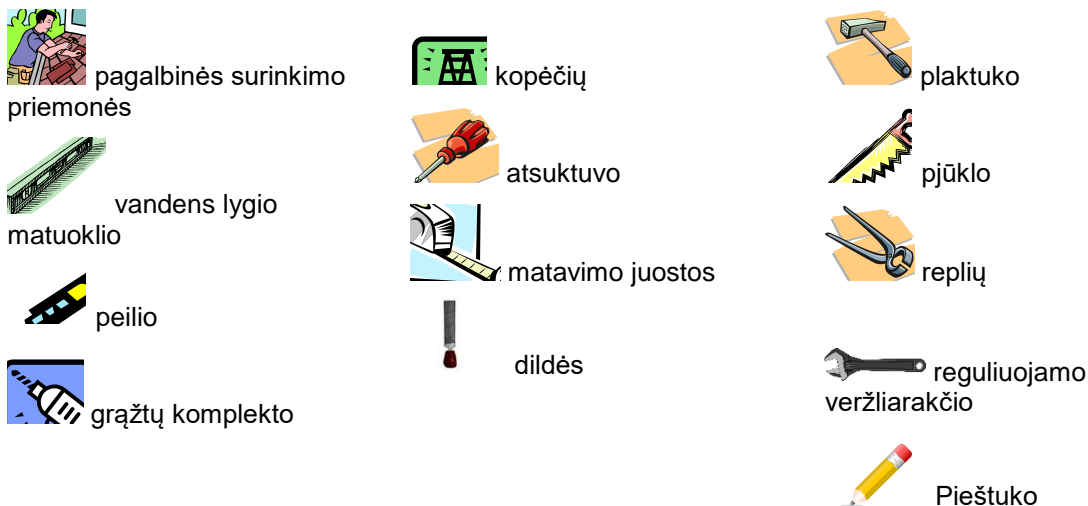 pagalbinės surinkimo
priemonės
vandens lygio
matuoklio
peilio
grąžtų komplekto
kopėčių
atsuktuvo
matavimo juostos
dildės
plaktuko
pjūklo
replių
reguliuojamo
veržliarakčio
Pieštuko